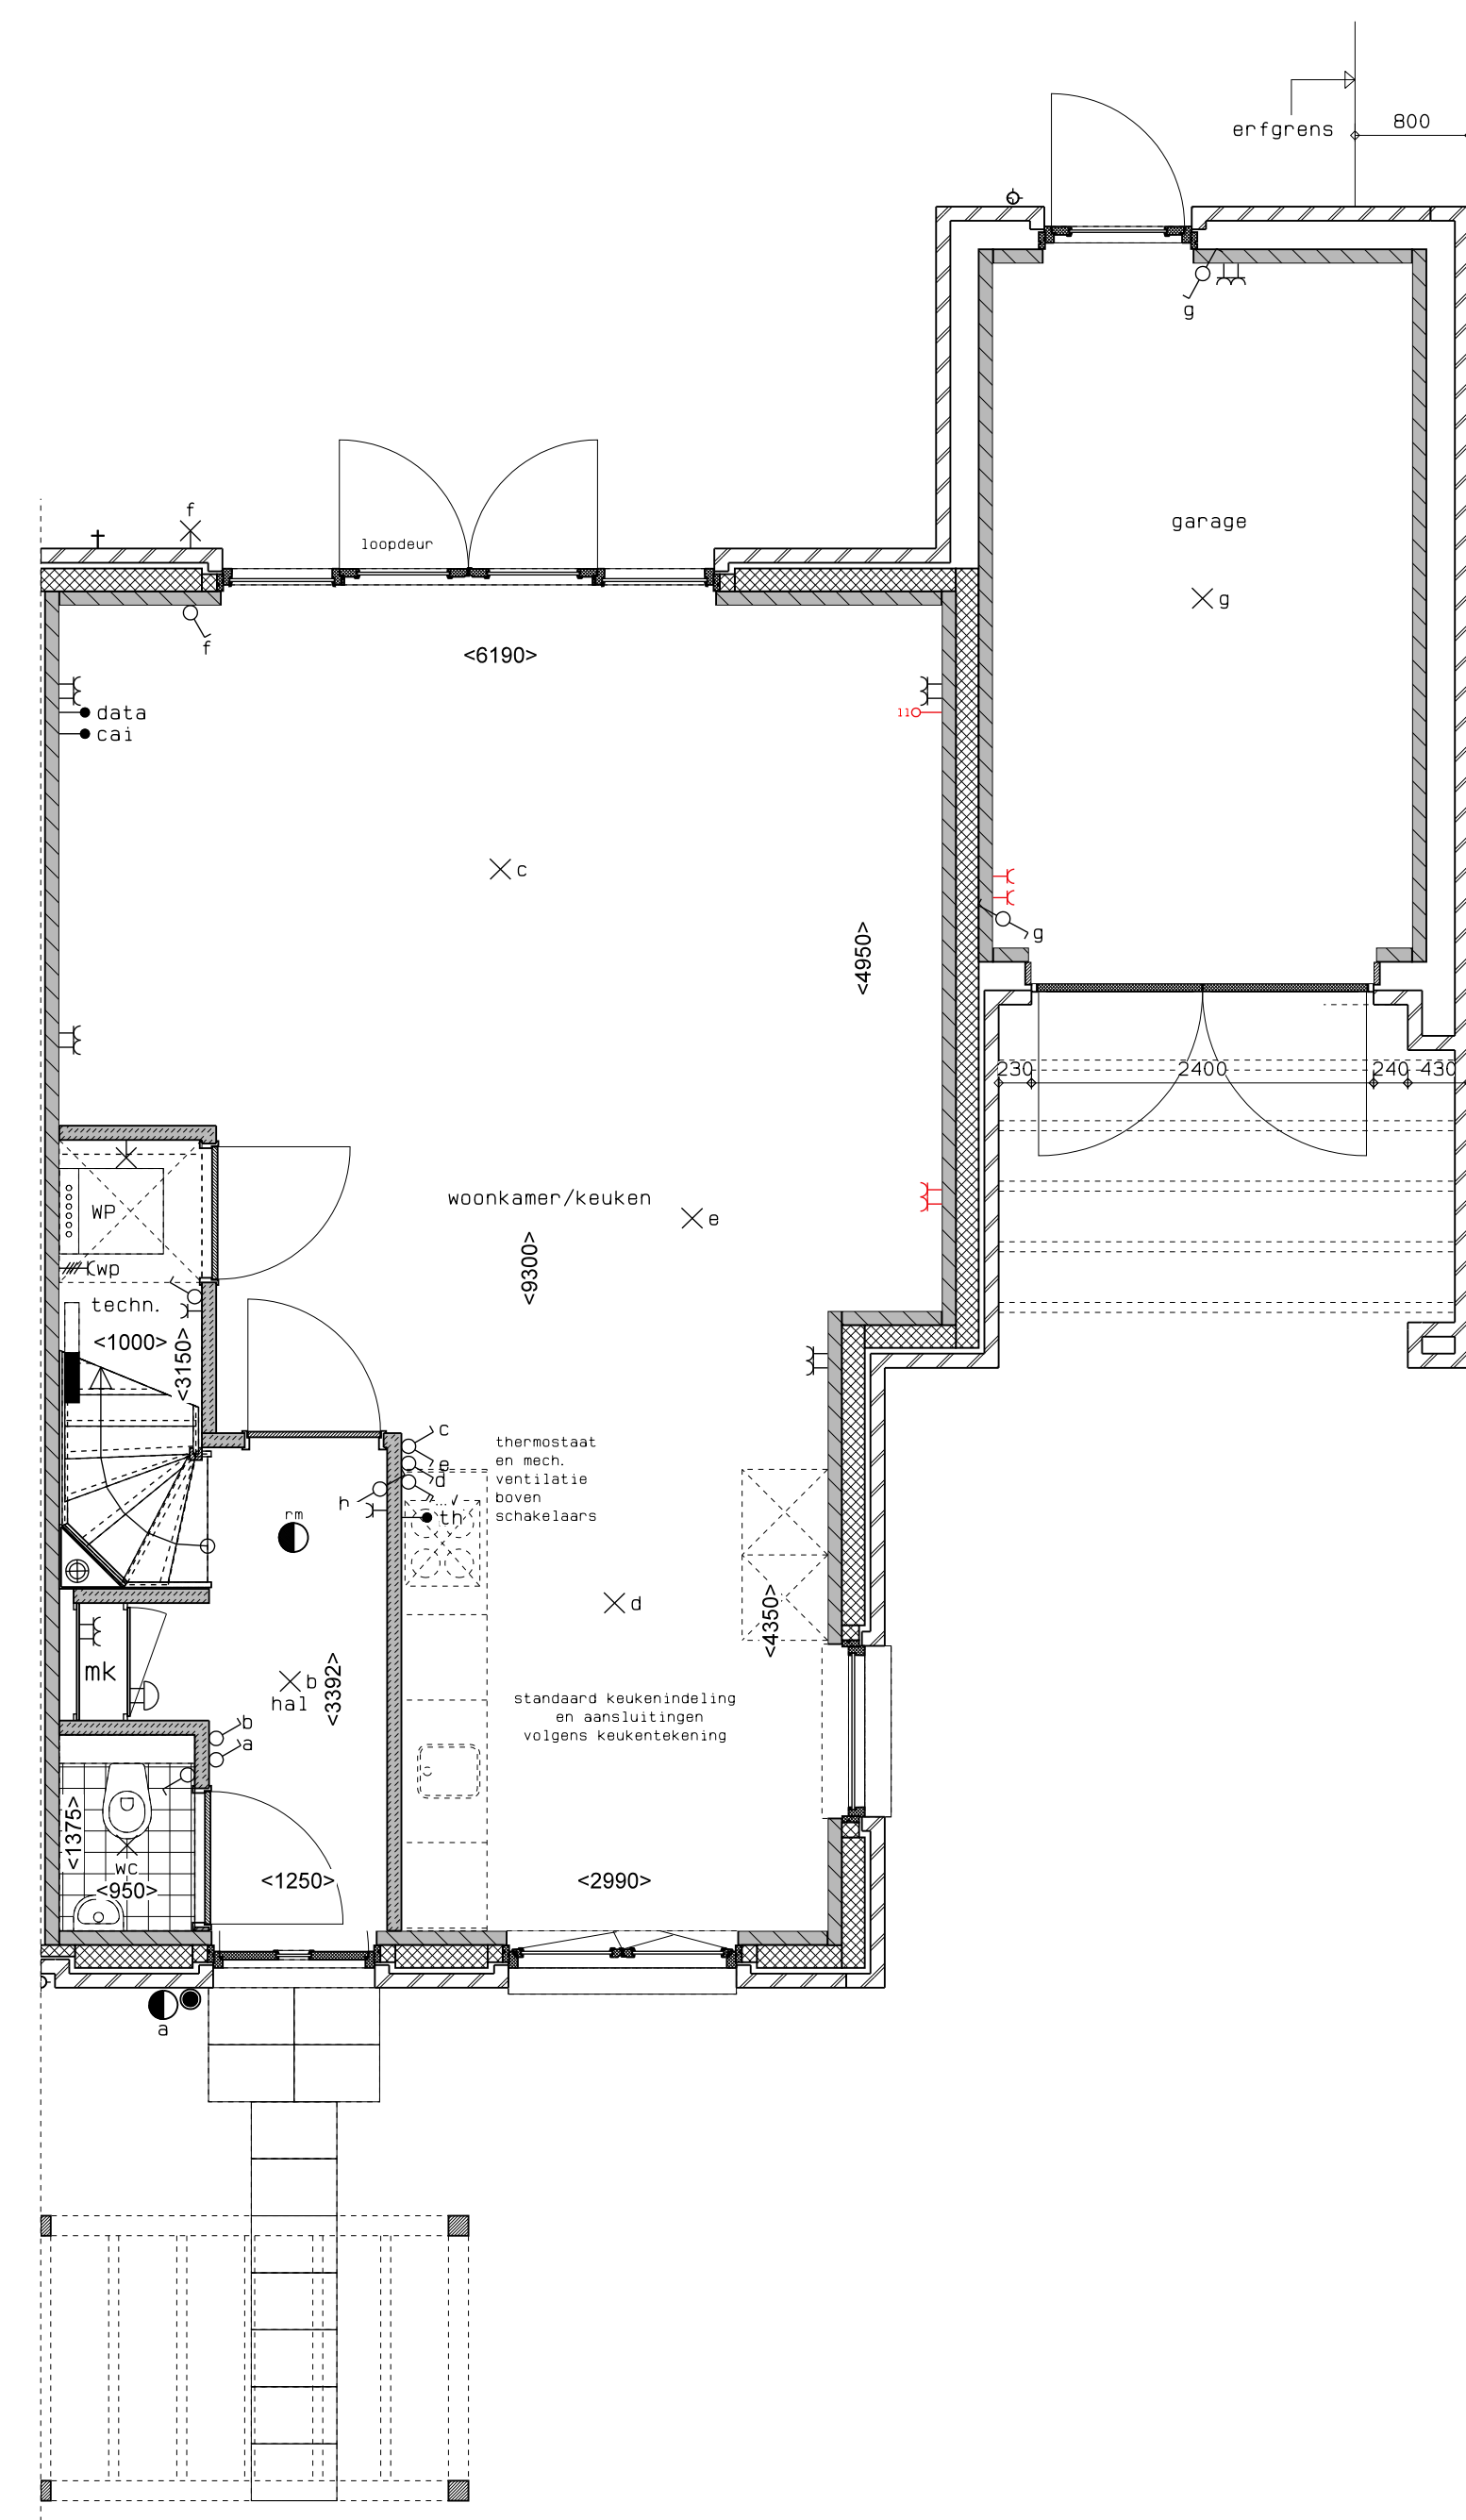 erfgrens
800
g
f
loopdeur
garage
g
f
<6190>
data
cai
11
c
<4950>
g
230
2400
240
430
woonkamer/keuken
e
WP
<9300>
wp
techn.
<1000>
<3150>
c
e
d
th
thermostaat
en mech.
ventilatie
boven
schakelaars
h
rm
d
<4350>
mk
b
hal
<3392>
standaard keukenindeling
en aansluitingen
volgens keukentekening
b
a
<1375>
wc
<950>
<1250>
<2990>
a